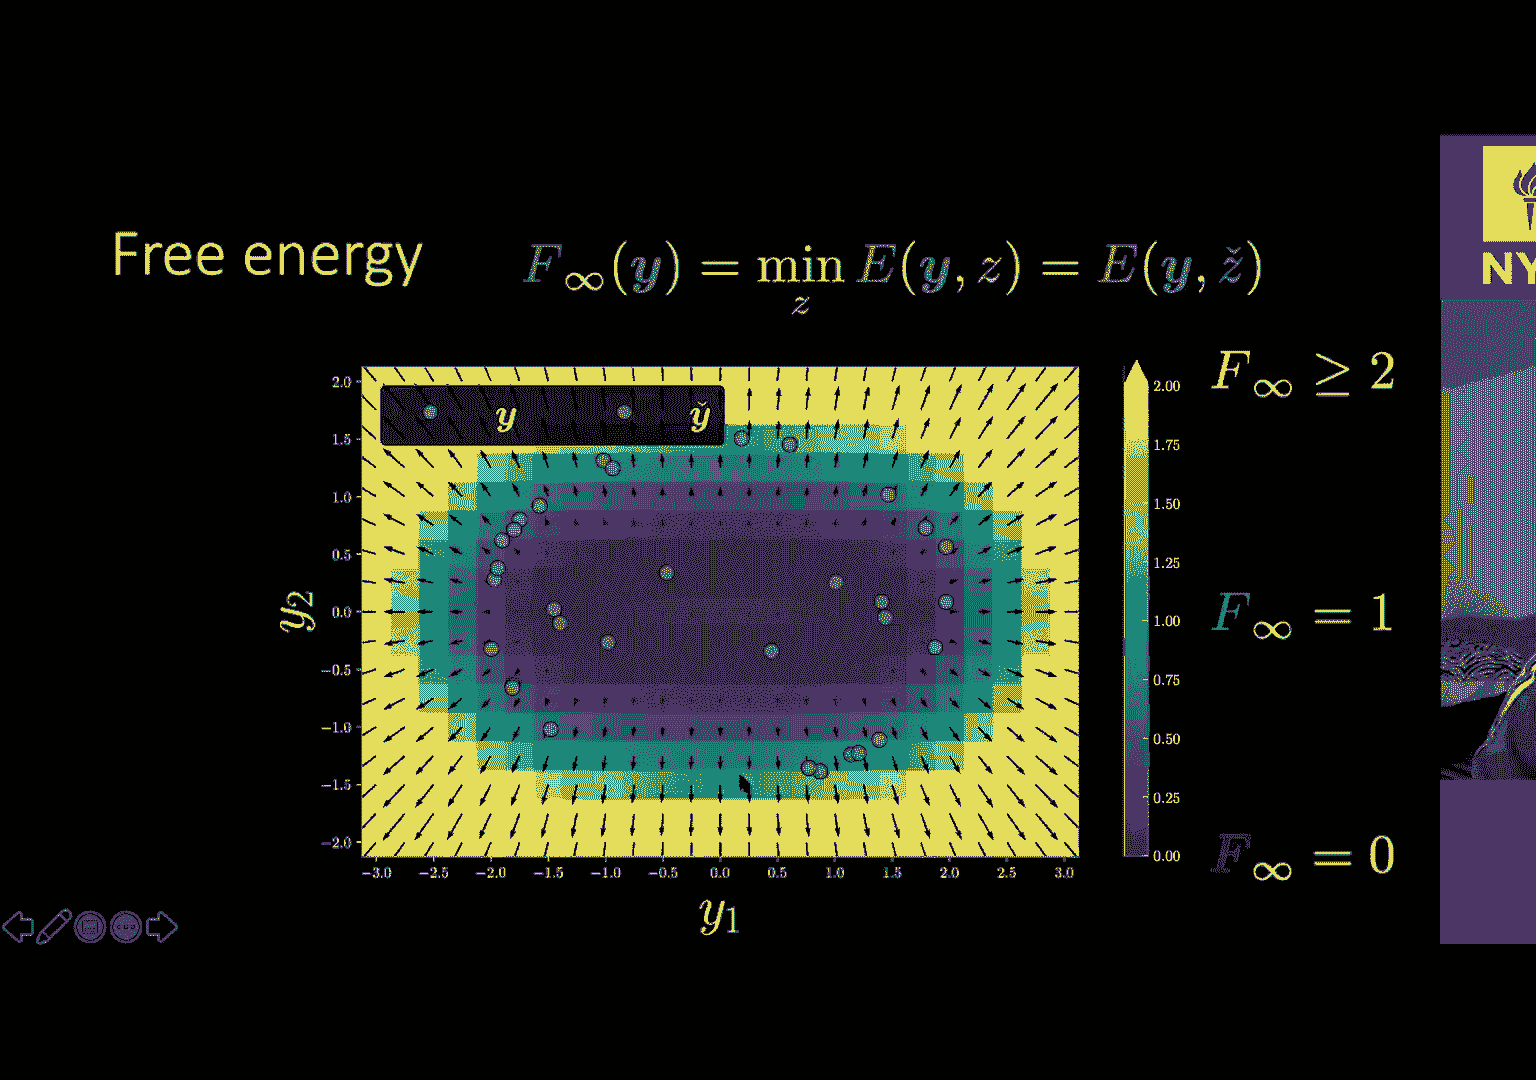 Free energy
F∞(y) = min E(y, z) = E(y, ž)
z
y
y̌
2.0
1.5
1.0
0.5
0.0
−0.5
−1.0
−1.5
−2.0
y2
−3.0 −2.5 −2.0 −1.5 −1.0 −0.5 0.0 0.5 1.0 1.5 2.0 2.5 3.0
y1
2.00
1.75
1.50
1.25
1.00
0.75
0.50
0.25
0.00
F∞ ≥ 2
F∞ = 1
F∞ = 0